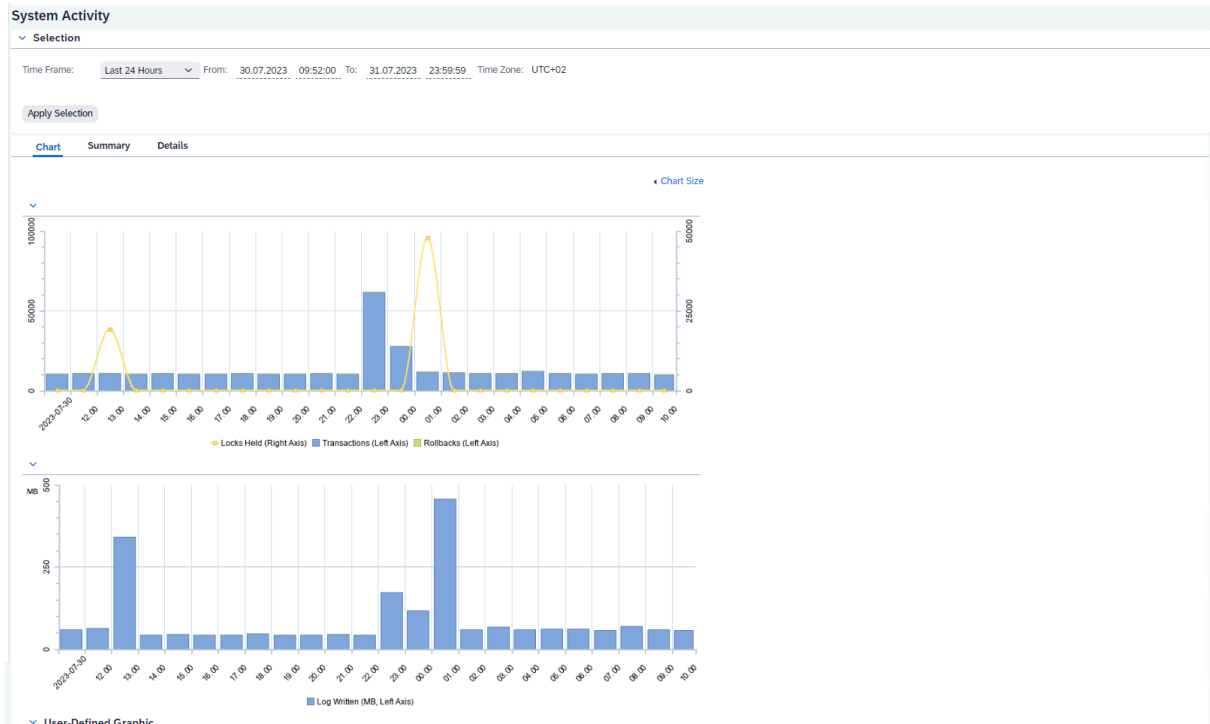 System Activity
Selection
Time Frame: Last 24 Hours From: 30.07.2023 09:52:00 To: 31.07.2023 23:59:59 Time Zone: UTC+02
Apply Selection
Chart Summary Details
Chart Size
100000 50000
50000 25000
0 0
2023-07-30 12. 00 13. 00 14. 00 15. 00 16. 00 17. 00 18. 00 19. 00 20. 00 21. 00 22. 00 23. 00 00. 00 01. 00 02. 00 03. 00 04. 00 05. 00 06. 00 07. 00 08. 00 09. 00 10. 00
Locks Held (Right Axis) Transactions (Left Axis) Rollbacks (Left Axis)
MB 500
250
0
2023-07-30 12. 00 13. 00 14. 00 15. 00 16. 00 17. 00 18. 00 19. 00 20. 00 21. 00 22. 00 23. 00 00. 00 01. 00 02. 00 03. 00 04. 00 05. 00 06. 00 07. 00 08. 00 09. 00 10. 00
Log Written (MB, Left Axis)
User-Defined Graphic